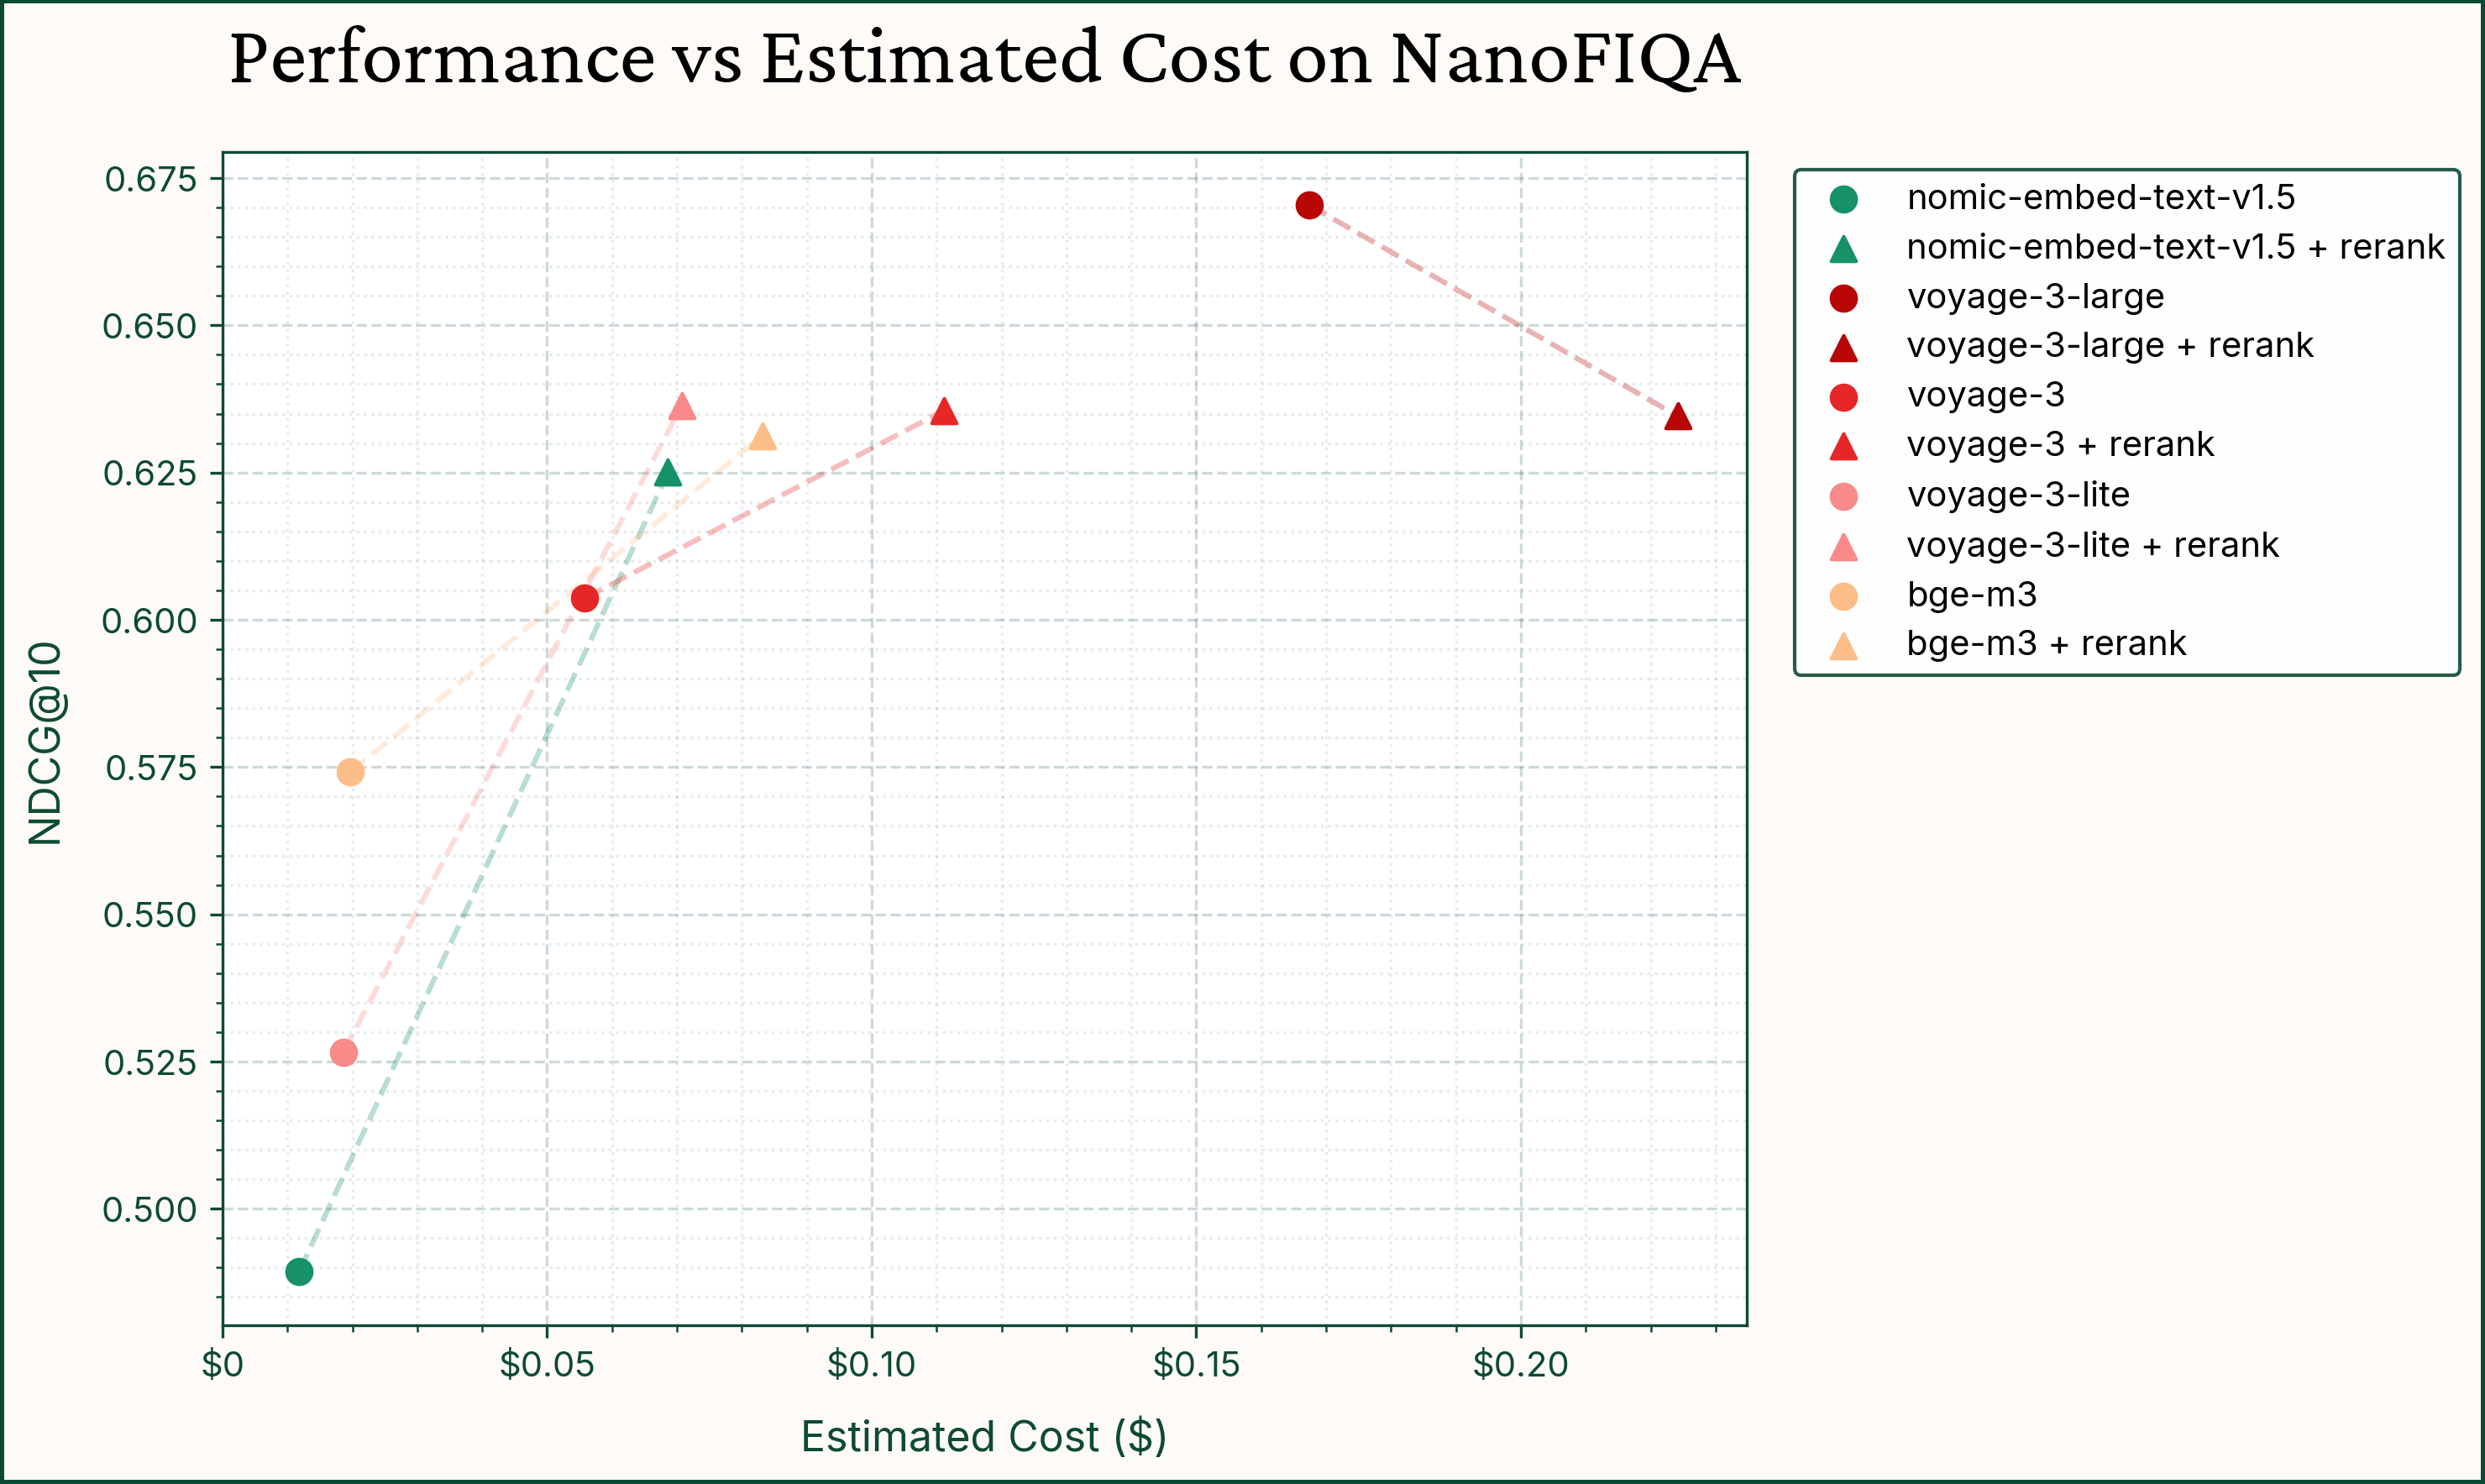 Performance vs Estimated Cost on NanoFIQA
0.675
0.650
0.625
0.600
0.575
0.550
0.525
0.500
NDCG@10
$0
$0.05
$0.10
$0.15
$0.20
Estimated Cost ($)
nomic-embed-text-v1.5
nomic-embed-text-v1.5 + rerank
voyage-3-large
voyage-3-large + rerank
voyage-3
voyage-3 + rerank
voyage-3-lite
voyage-3-lite + rerank
bge-m3
bge-m3 + rerank